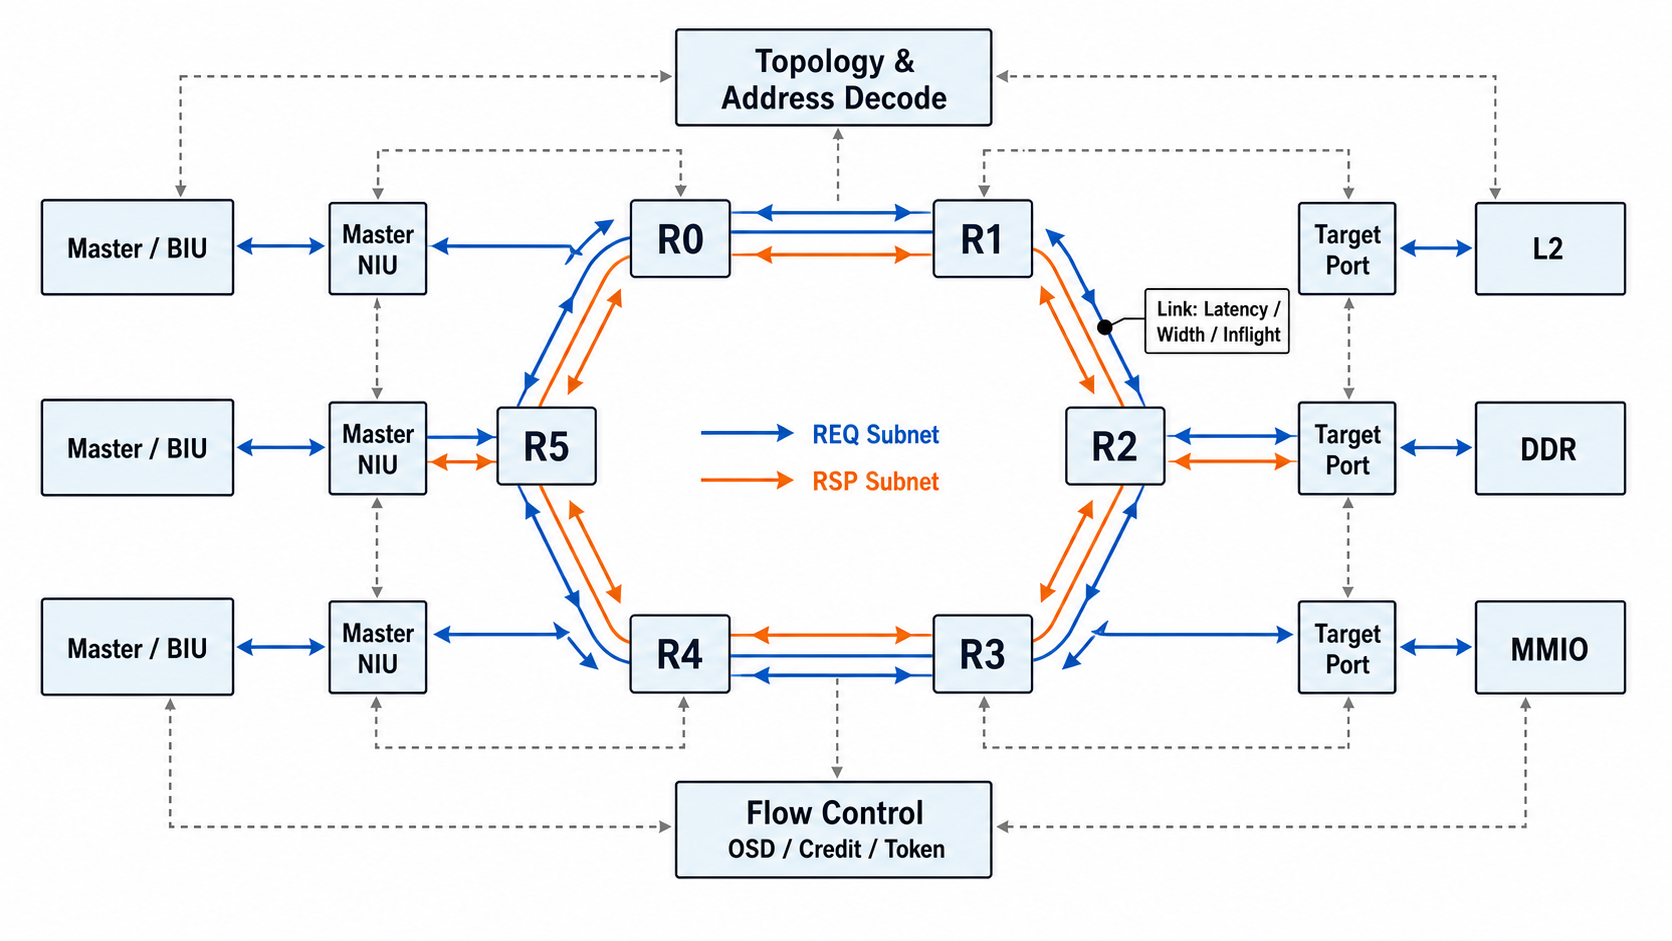 Topology &
Address Decode
Master / BIU
Master
NIU
R0
R1
Target
Port
L2
Link: Latency /
Width / Inflight
Master / BIU
Master
NIU
R5
REQ Subnet
RSP Subnet
R2
Target
Port
DDR
Master / BIU
Master
NIU
R4
R3
Target
Port
MMIO
Flow Control
OSD / Credit / Token